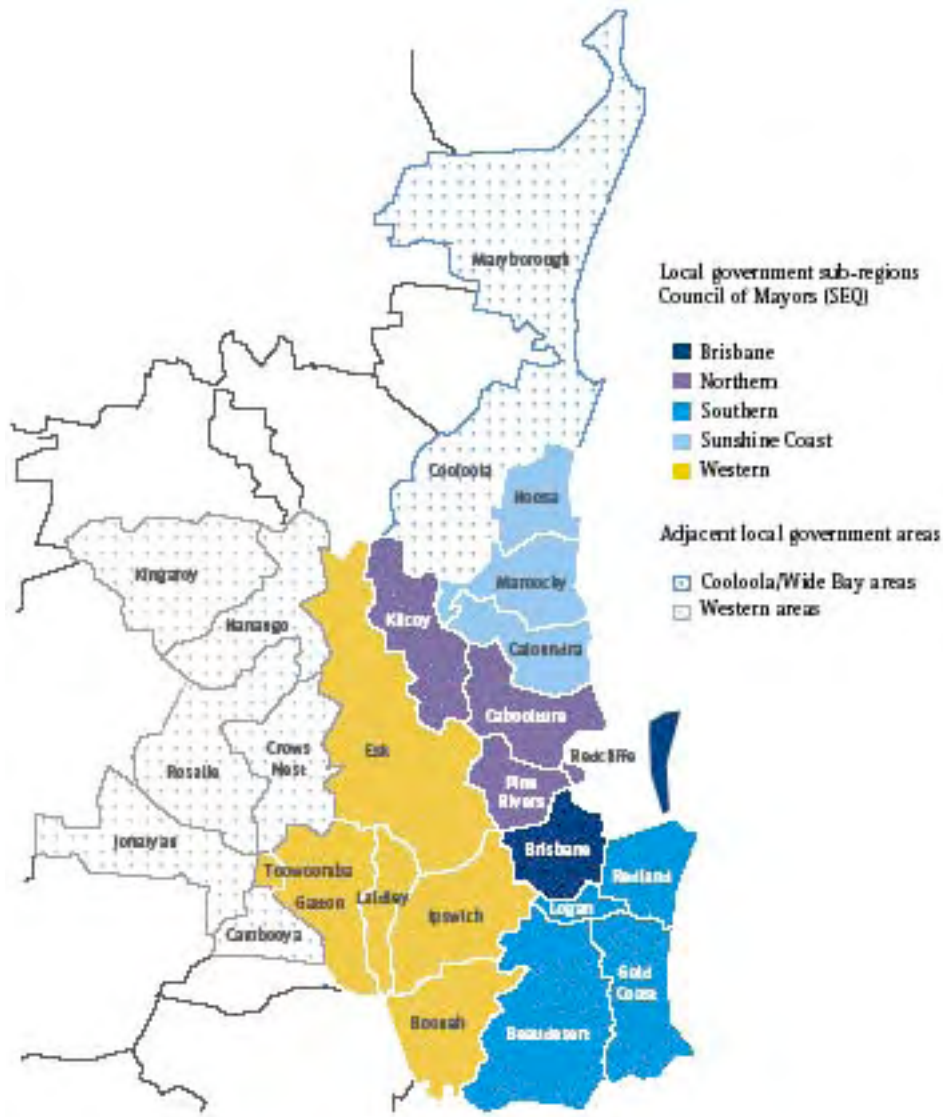 Maryborough
Local government sub-regions
Council of Mayors (SEQ)
Brisbane
Northern
Southern
Sunshine Coast
Western
Cooloola
Noosa
Adjacent local government areas
Cooloola/Wide Bay areas
Western areas
Kingaroy
Maroochy
Nanango
Kilcoy
Caloundra
Caboolture
Crows
Nest
Esk
Redcliffe
Rosalie
Pine
Rivers
Jondaryan
Brisbane
Redland
Toowoomba
Gatton
Laidley
Logan
Ipswich
Cambooya
Gold
Coast
Boonah
Beaudesert